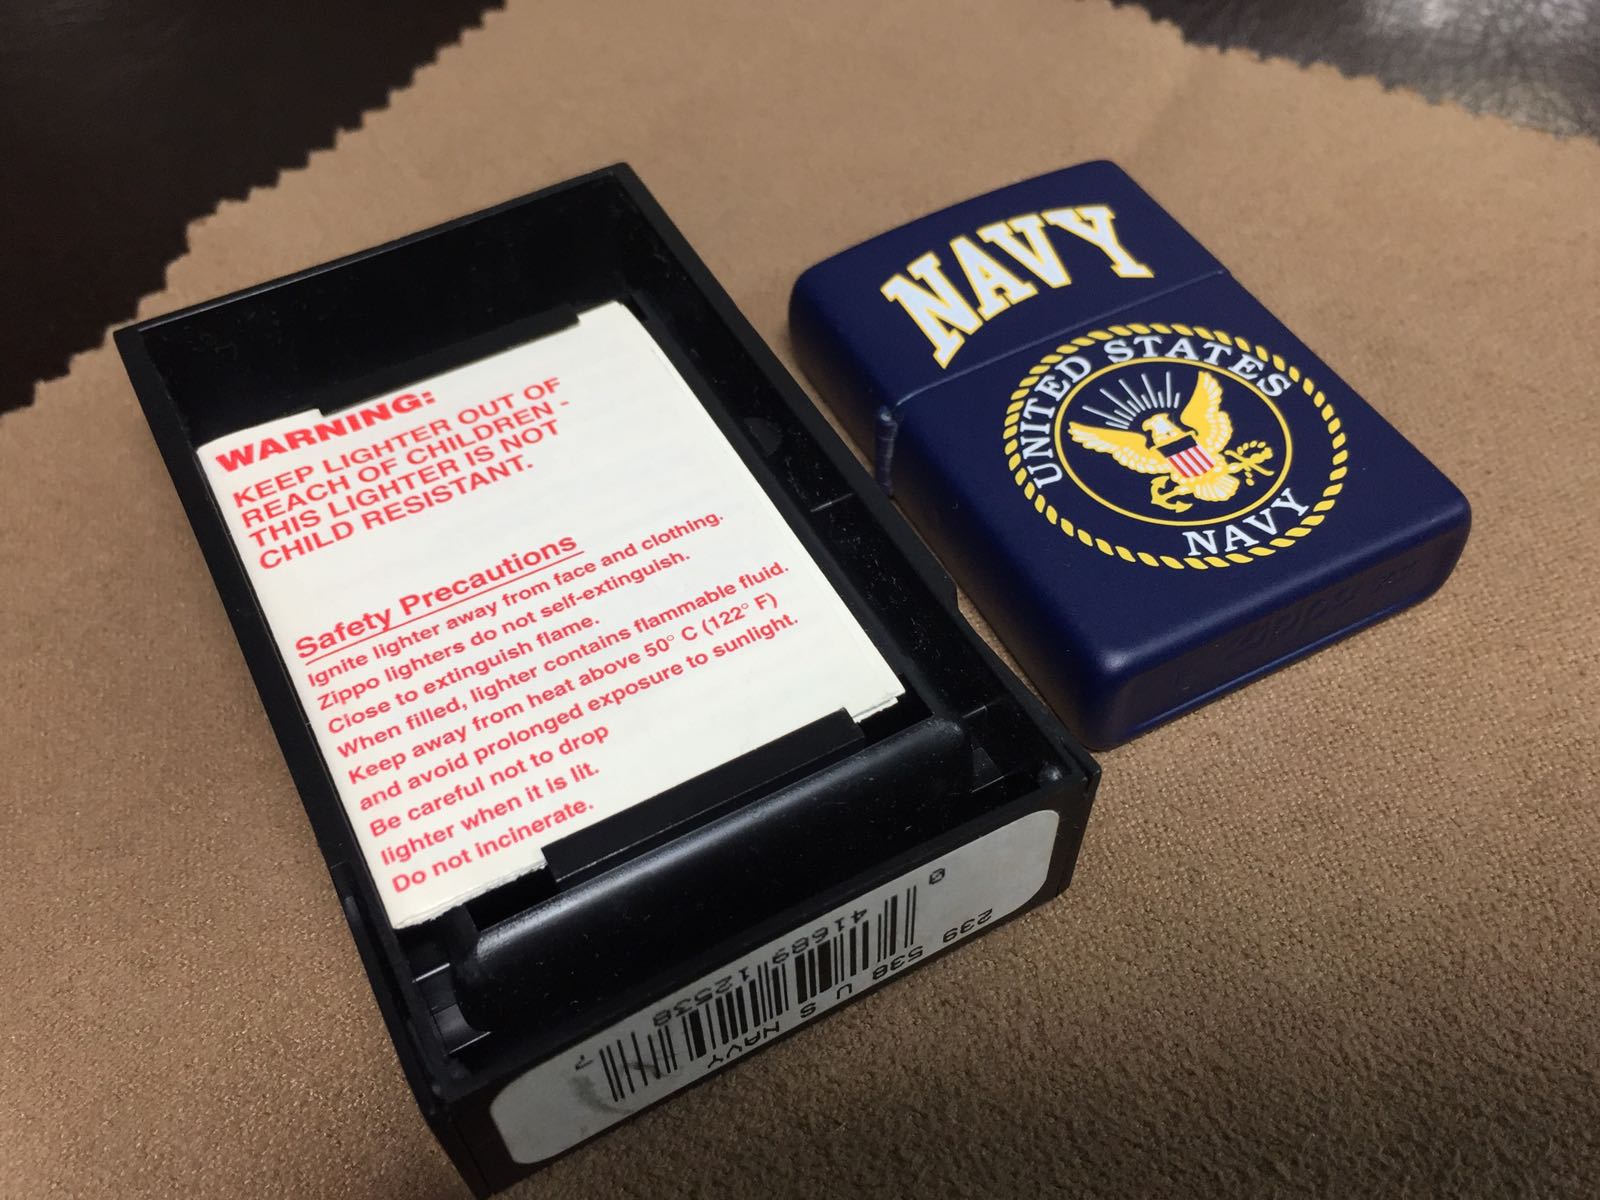 WARNING:
KEEP LIGHTER OUT OF
REACH OF CHILDREN -
THIS LIGHTER IS NOT
CHILD RESISTANT.
Safety Precautions
Ignite lighter away from face and clothing.
Zippo lighters do not self-extinguish.
Close to extinguish flame.
When filled, lighter contains flammable fluid.
Keep away from heat above 50° C (122° F)
and avoid prolonged exposure to sunlight.
Be careful not to drop
lighter when it is lit.
Do not incinerate.
NAVY
UNITED STATES
NAVY
239 538 U S NAVY
0 41689 12538 7